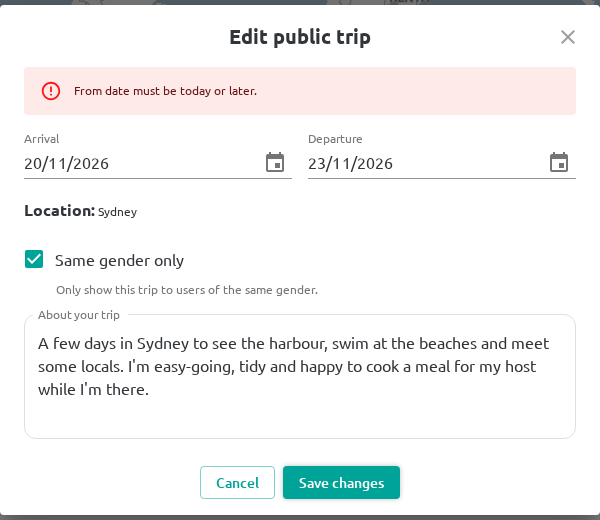 Edit public trip
From date must be today or later.
Arrival
20/11/2026
Departure
23/11/2026
Location: Sydney
Same gender only
Only show this trip to users of the same gender.
About your trip
A few days in Sydney to see the harbour, swim at the beaches and meet
some locals. I'm easy-going, tidy and happy to cook a meal for my host
while I'm there.
Cancel
Save changes